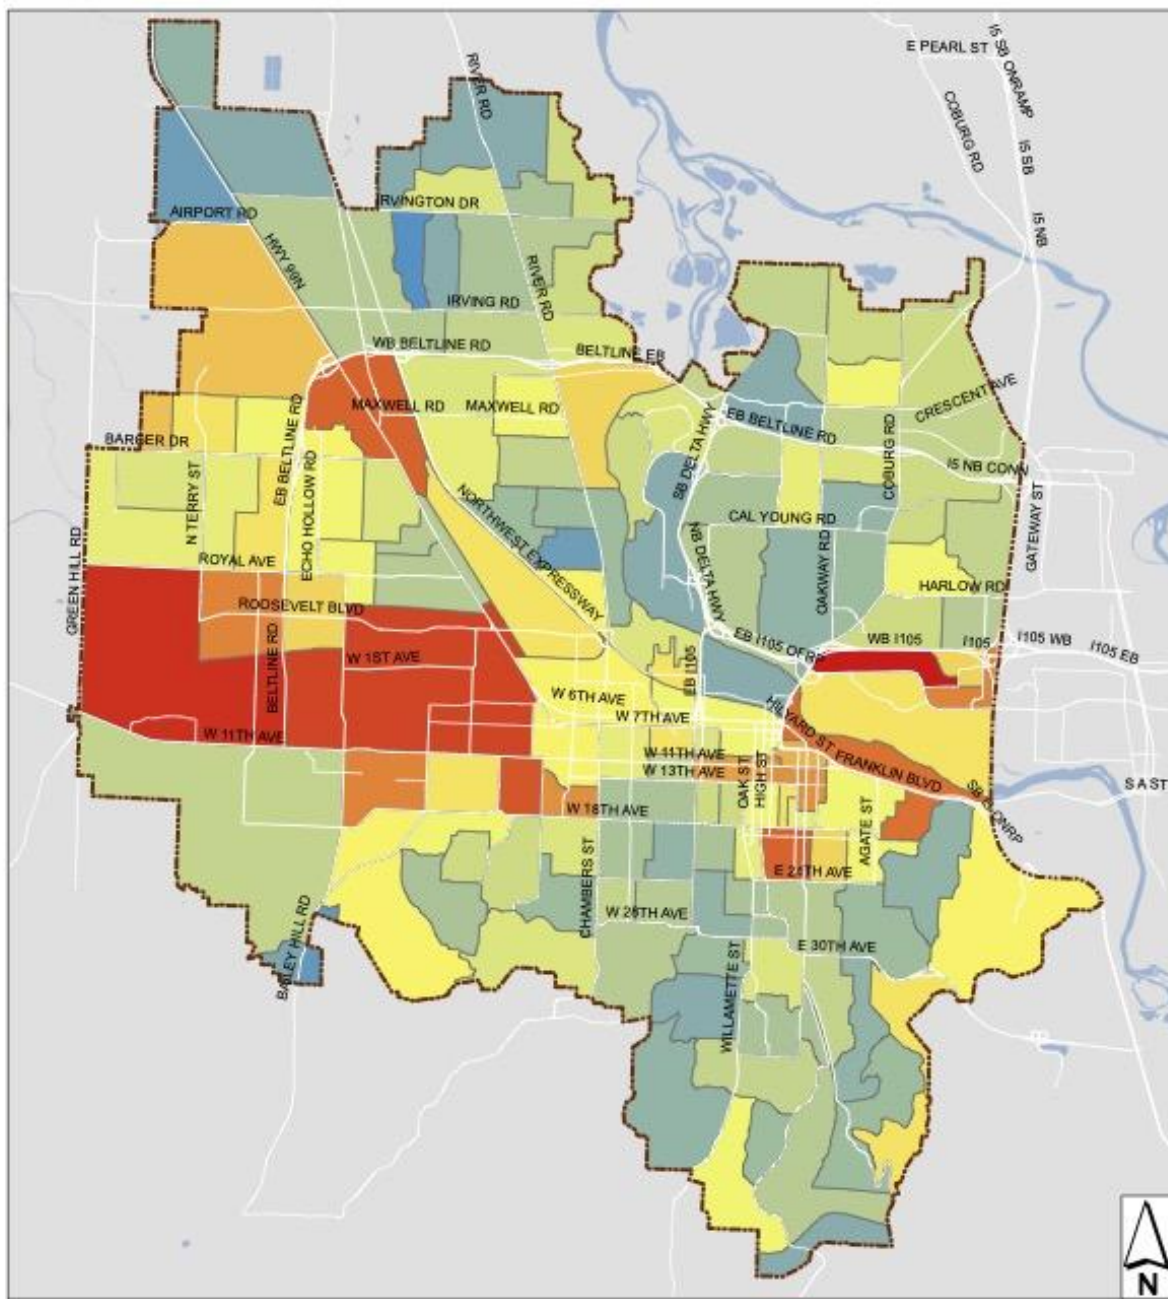 E PEARL ST
I5 SB ONRAMP
RIVER RD
COBURG RD
I5 SB
IRVINGTON DR
AIRPORT RD
I5 NB
HWY 99N
RIVER RD
IRVING RD
WB BELTLINE RD
BELTLINE EB
CRESCENT AVE
MAXWELL RD
MAXWELL RD
EB BELTLINE RD
BARGER DR
EB BELTLINE RD
ECHO HOLLOW RD
SB DELTA HWY
COBURG RD
I5 NB CONN
N TERRY ST
NORTHWEST EXPRESSWAY
CAL YOUNG RD
GATEWAY ST
GREEN HILL RD
ROYAL AVE
NB DELTA HWY
OAKWAY RD
HARLOW RD
ROOSEVELT BLVD
BELTLINE RD
W 1ST AVE
EB I105 OFRP
WB I105
I105
I105 WB
I105 EB
EB I105
W 6TH AVE
W 7TH AVE
HILYARD ST
W 11TH AVE
W 11TH AVE
W 13TH AVE
OAK ST
HIGH ST
FRANKLIN BLVD
S A ST
W 18TH AVE
AGATE ST
CHAMBERS ST
E 24TH AVE
W 28TH AVE
BAILEY HILL RD
WILLAMETTE ST
E 30TH AVE
N